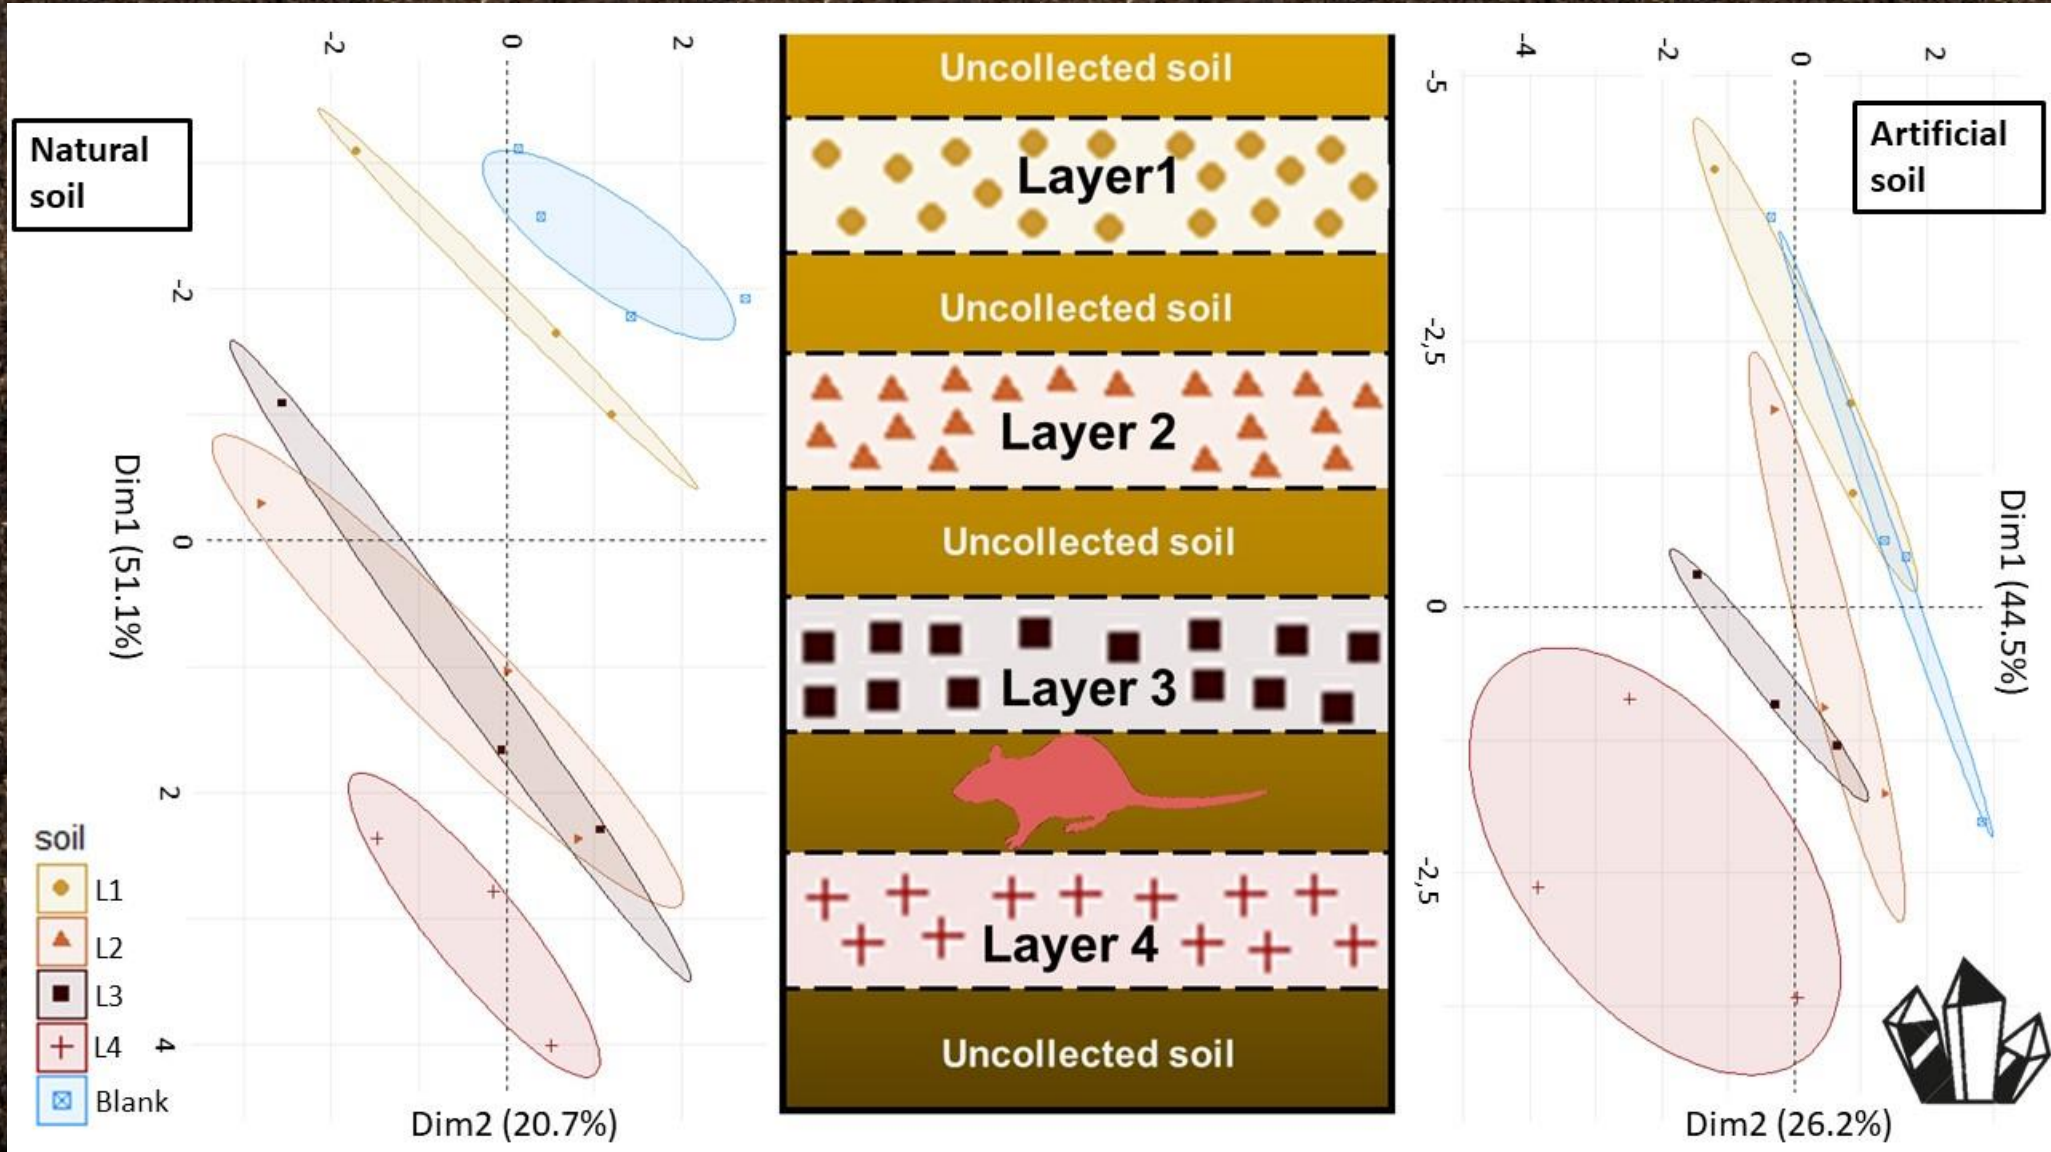 Natural
soil
-2
0
2
-2
0
2
4
Dim1 (51.1%)
Dim2 (20.7%)
soil
L1
L2
L3
L4
Blank
Uncollected soil
Layer1
Uncollected soil
Layer 2
Uncollected soil
Layer 3
Layer 4
Uncollected soil
Artificial
soil
-4
-2
0
2
-5
-2,5
0
-2,5
Dim1 (44.5%)
Dim2 (26.2%)